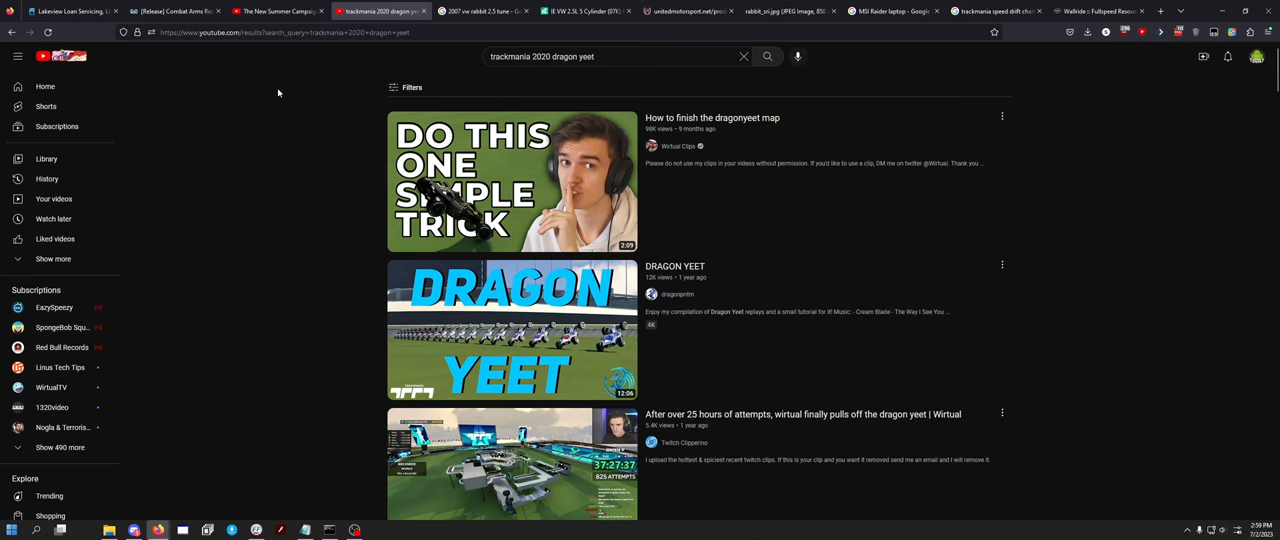 Lakeview Loan Servicing, L
[Release] Combat Arms Re
The New Summer Campaign
trackmania 2020 dragon ye
2007 vw rabbit 2.5 tune - G
IE VW 2.5L 5 Cylinder (07K)
unitedmotorsport.net/prod
rabbit_sri.jpg (JPEG Image, 850
MSI Raider laptop - Google
trackmania speed drift chan
Wallride :: Fullspeed Resour
https://www.youtube.com/results?search_query=trackmania+2020+dragon+yeet
trackmania 2020 dragon yeet
Home
Shorts
Subscriptions
Library
History
Your videos
Watch later
Liked videos
Show more
Subscriptions
EazySpeezy
SpongeBob Squ...
Red Bull Records
Linus Tech Tips
WirtualTV
1320video
Nogla & Terroris...
Show 490 more
Explore
Trending
Shopping
Filters
DO THIS
ONE
SIMPLE
TRICK
2:09
How to finish the dragonyeet map
98K views • 9 months ago
Wirtual Clips
Please do not use my clips in your videos without permission. If you'd like to use a clip, DM me on twitter @Wirtual. Thank you ...
DRAGON
YEET
12:06
DRAGON YEET
12K views • 1 year ago
dragonpntm
Enjoy my compilation of Dragon Yeet replays and a small tutorial for it! Music: - Cream Blade - The Way I See You ...
4K
37:27:37
825 ATTEMPTS
After over 25 hours of attempts, wirtual finally pulls off the dragon yeet | Wirtual
5.4K views • 1 year ago
Twitch Clipperino
I upload the hottest & spiciest recent twitch clips. If this is your clip and you want it removed send me an email and I will remove it.
2:59 PM
7/2/2023